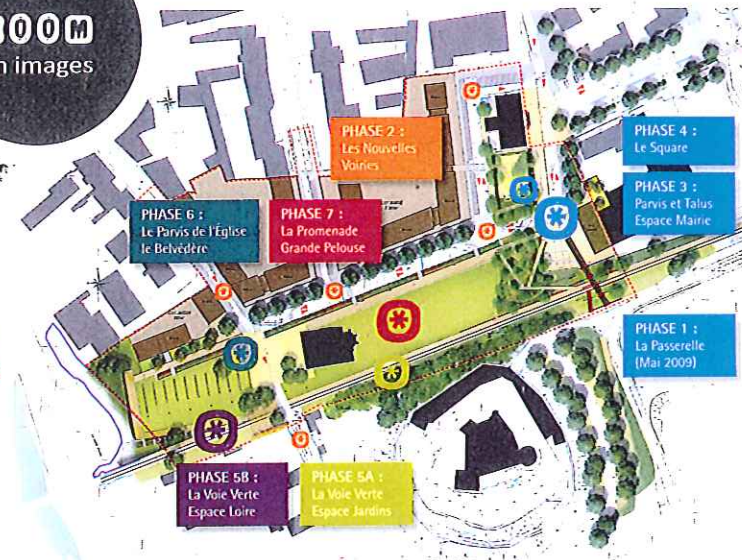 ZOOM
en images
PHASE 2 :
Les Nouvelles
Voiries
PHASE 4 :
Le Square
PHASE 3 :
Parvis et Talus
Espace Mairie
PHASE 6 :
Le Parvis de l'Église
le Belvédère
PHASE 7 :
La Promenade
Grande Pelouse
PHASE 1 :
La Passerelle
(Mai 2009)
PHASE 5B :
La Voie Verte
Espace Loire
PHASE 5A :
La Voie Verte
Espace Jardins